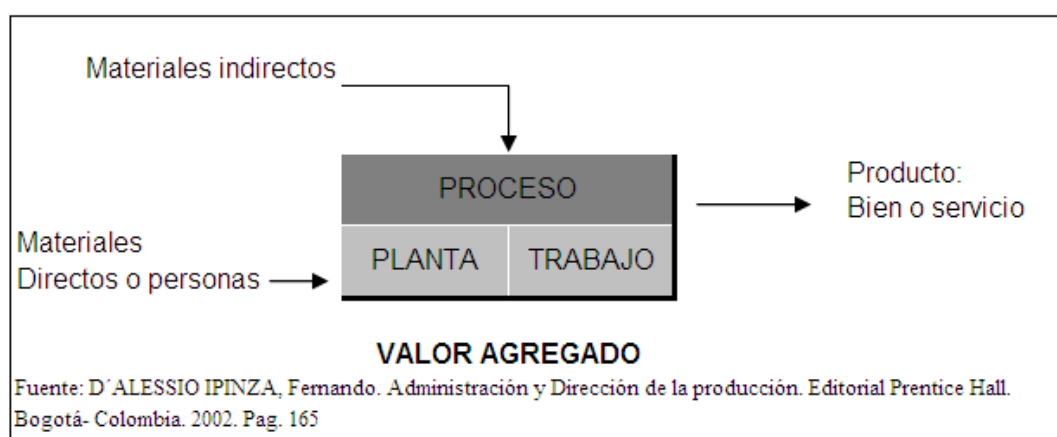 Materiales indirectos
PROCESO
PLANTA
TRABAJO
Producto:
Bien o servicio
Materiales
Directos o personas
VALOR AGREGADO
Fuente: D´ALESSIO IPINZA, Fernando. Administración y Dirección de la producción. Editorial Prentice Hall.
Bogotá- Colombia. 2002. Pag. 165